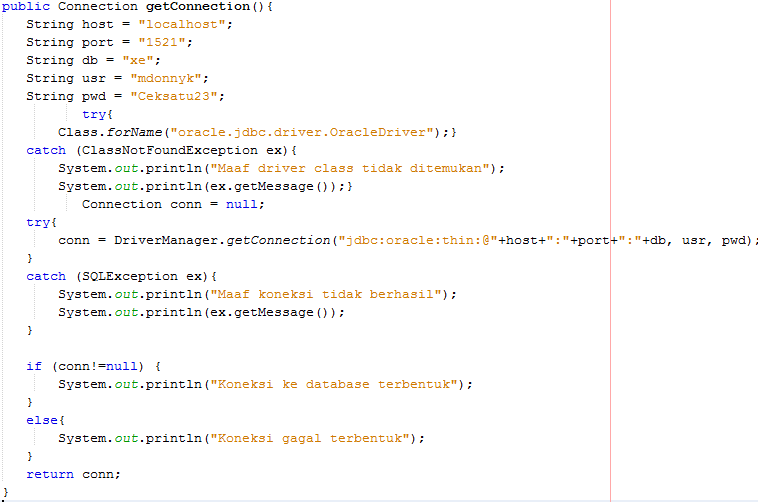 public Connection getConnection(){
String host = "localhost";
String port = "1521";
String db = "xe";
String usr = "mdonnyk";
String pwd = "Ceksatu23";
try{
Class.forName("oracle.jdbc.driver.OracleDriver");}
catch (ClassNotFoundException ex){
System.out.println("Maaf driver class tidak ditemukan");
System.out.println(ex.getMessage());}
Connection conn = null;
try{
conn = DriverManager.getConnection("jdbc:oracle:thin:@"+host+":"+port+":"+db, usr, pwd);
}
catch (SQLException ex){
System.out.println("Maaf koneksi tidak berhasil");
System.out.println(ex.getMessage());
}
if (conn!=null) {
System.out.println("Koneksi ke database terbentuk");
}
else{
System.out.println("Koneksi gagal terbentuk");
}
return conn;
}